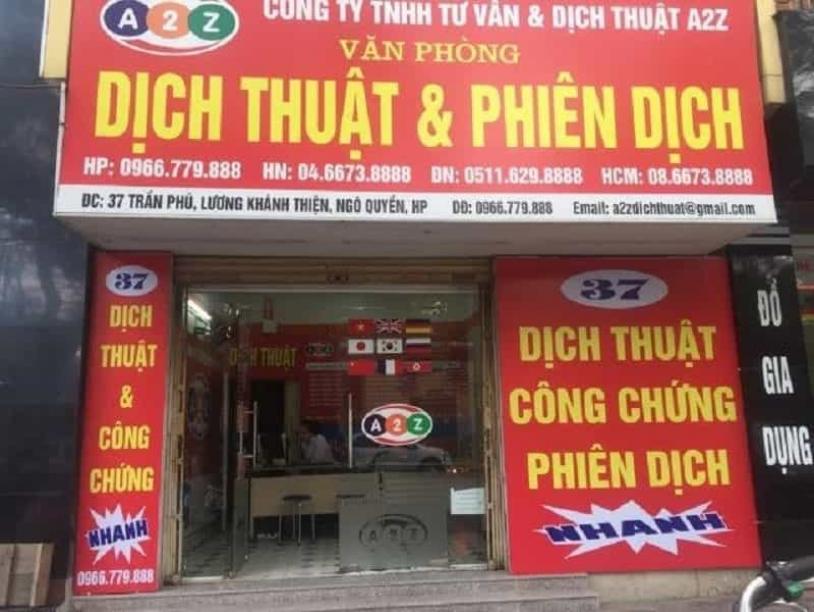 A2Z CÔNG TY TNHH TƯ VẤN & DỊCH THUẬT A2Z
VĂN PHÒNG
DỊCH THUẬT & PHIÊN DỊCH
HP: 0966.779.888 HN: 04.6673.8888 ĐN: 0511.629.8888 HCM: 08.6673.8888
ĐC: 37 TRẦN PHÚ, LƯƠNG KHÁNH THIỆN, NGÔ QUYỀN, HP DĐ: 0966.779.888 Email: a2zdichthuat@gmail.com
37
DỊCH
THUẬT
&
CÔNG
CHỨNG
NHANH
0966.779.888
DỊCH THUẬT
A2Z
A2Z
37
DỊCH THUẬT
CÔNG CHỨNG
PHIÊN DỊCH
NHANH
ĐỒ
GIA
DỤNG